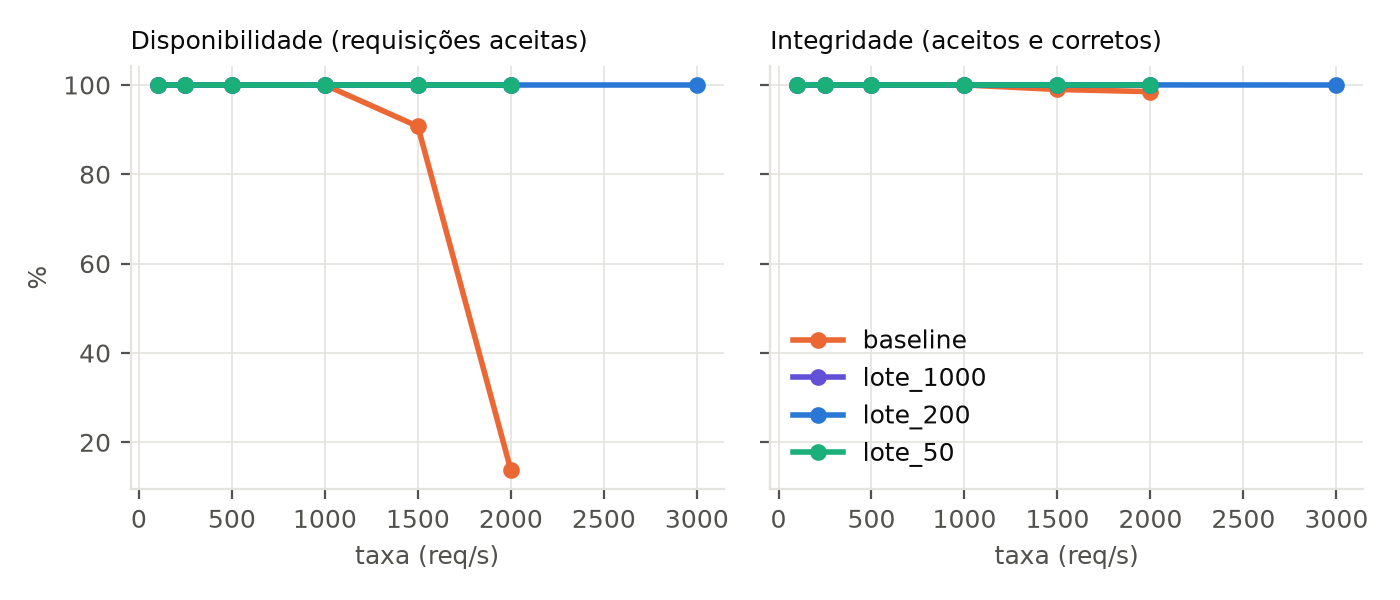 Disponibilidade (requisições aceitas)
%
100
80
60
40
20
0 500 1000 1500 2000 2500 3000
taxa (req/s)
Integridade (aceitos e corretos)
baseline
lote_1000
lote_200
lote_50
0 500 1000 1500 2000 2500 3000
taxa (req/s)